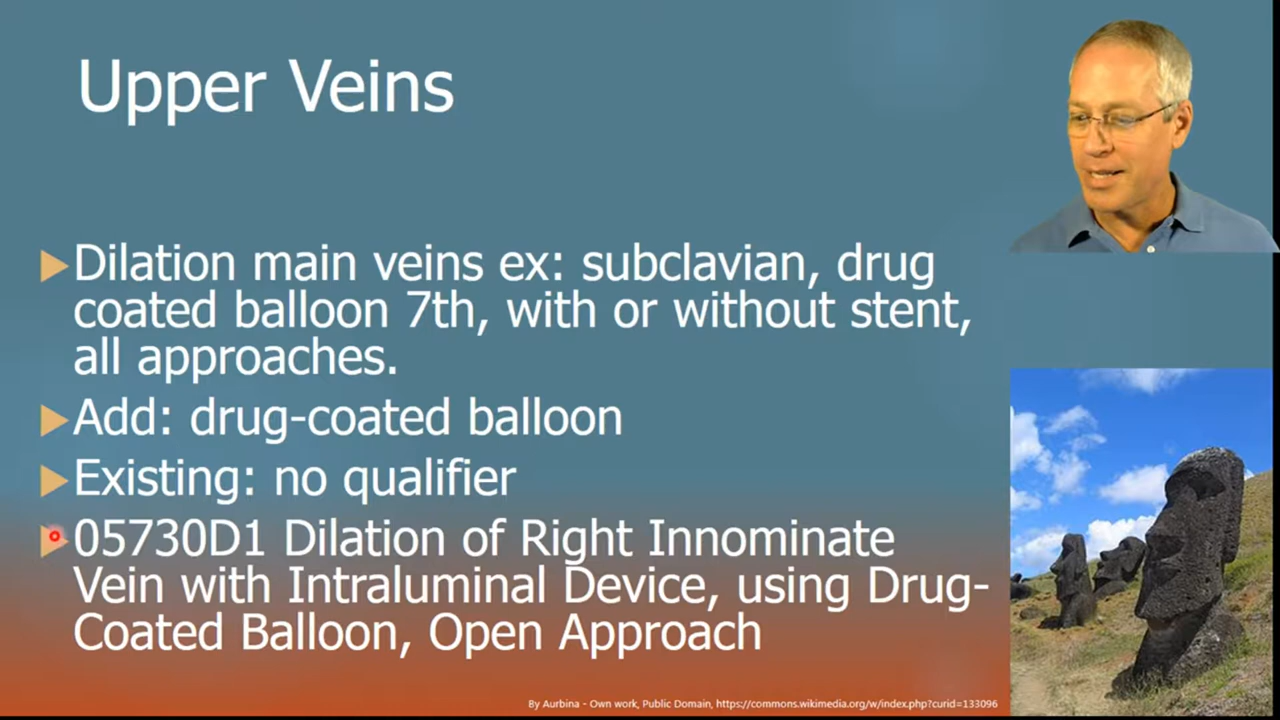 Upper Veins
Dilation main veins ex: subclavian, drug
coated balloon 7th, with or without stent,
all approaches.
Add: drug-coated balloon
Existing: no qualifier
05730D1 Dilation of Right Innominate
Vein with Intraluminal Device, using Drug-
Coated Balloon, Open Approach
By Aurbina - Own work, Public Domain, https://commons.wikimedia.org/w/index.php?curid=133096